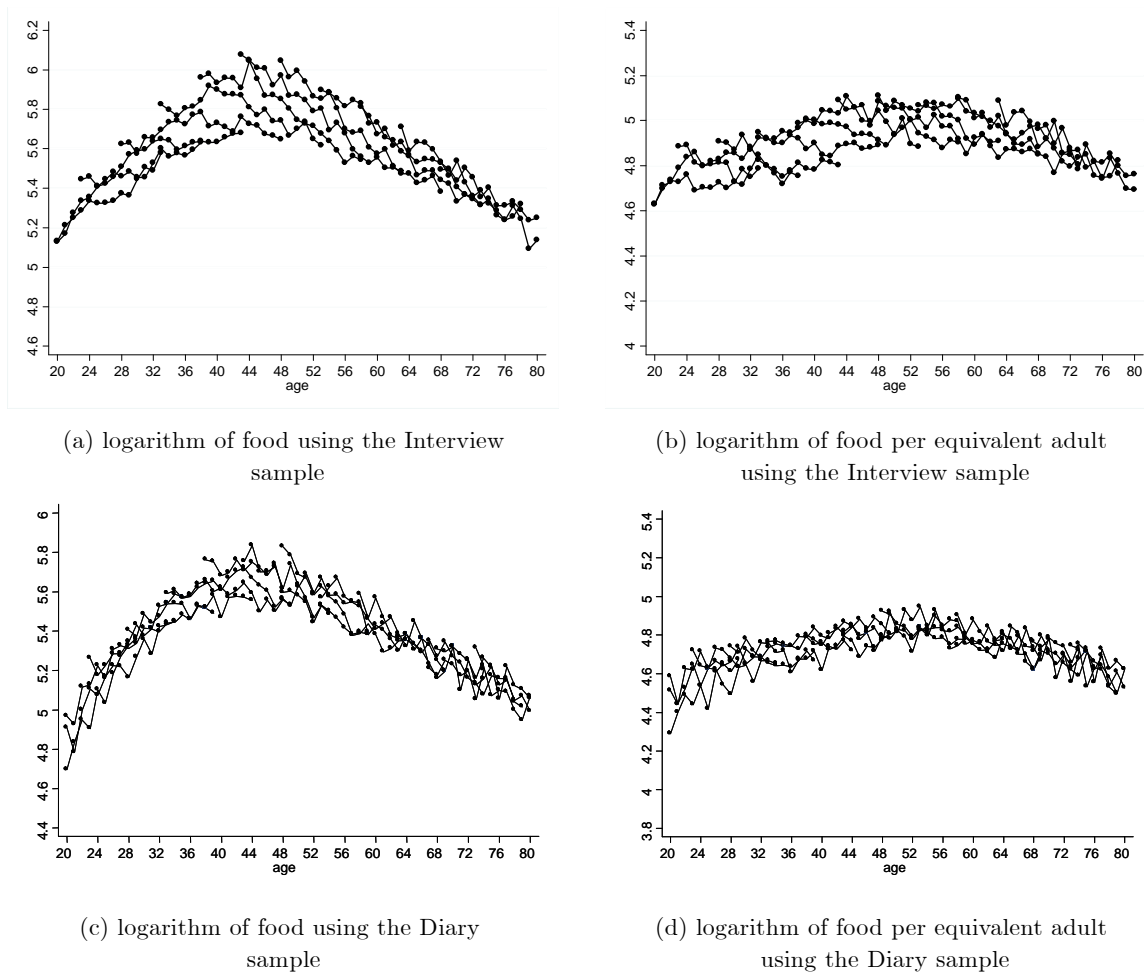 6.2
6
5.8
5.6
5.4
5.2
5
4.8
4.6
20 24 28 32 36 40 44 48 52 56 60 64 68 72 76 80
age
5.4
5.2
5
4.8
4.6
4.4
4.2
4
20 24 28 32 36 40 44 48 52 56 60 64 68 72 76 80
age
(a) logarithm of food using the Interview
sample
(b) logarithm of food per equivalent adult
using the Interview sample
6
5.8
5.6
5.4
5.2
5
4.8
4.6
4.4
20 24 28 32 36 40 44 48 52 56 60 64 68 72 76 80
age
5.4
5.2
5
4.8
4.6
4.4
4.2
4
3.8
20 24 28 32 36 40 44 48 52 56 60 64 68 72 76 80
age
(c) logarithm of food using the Diary
sample
(d) logarithm of food per equivalent adult
using the Diary sample